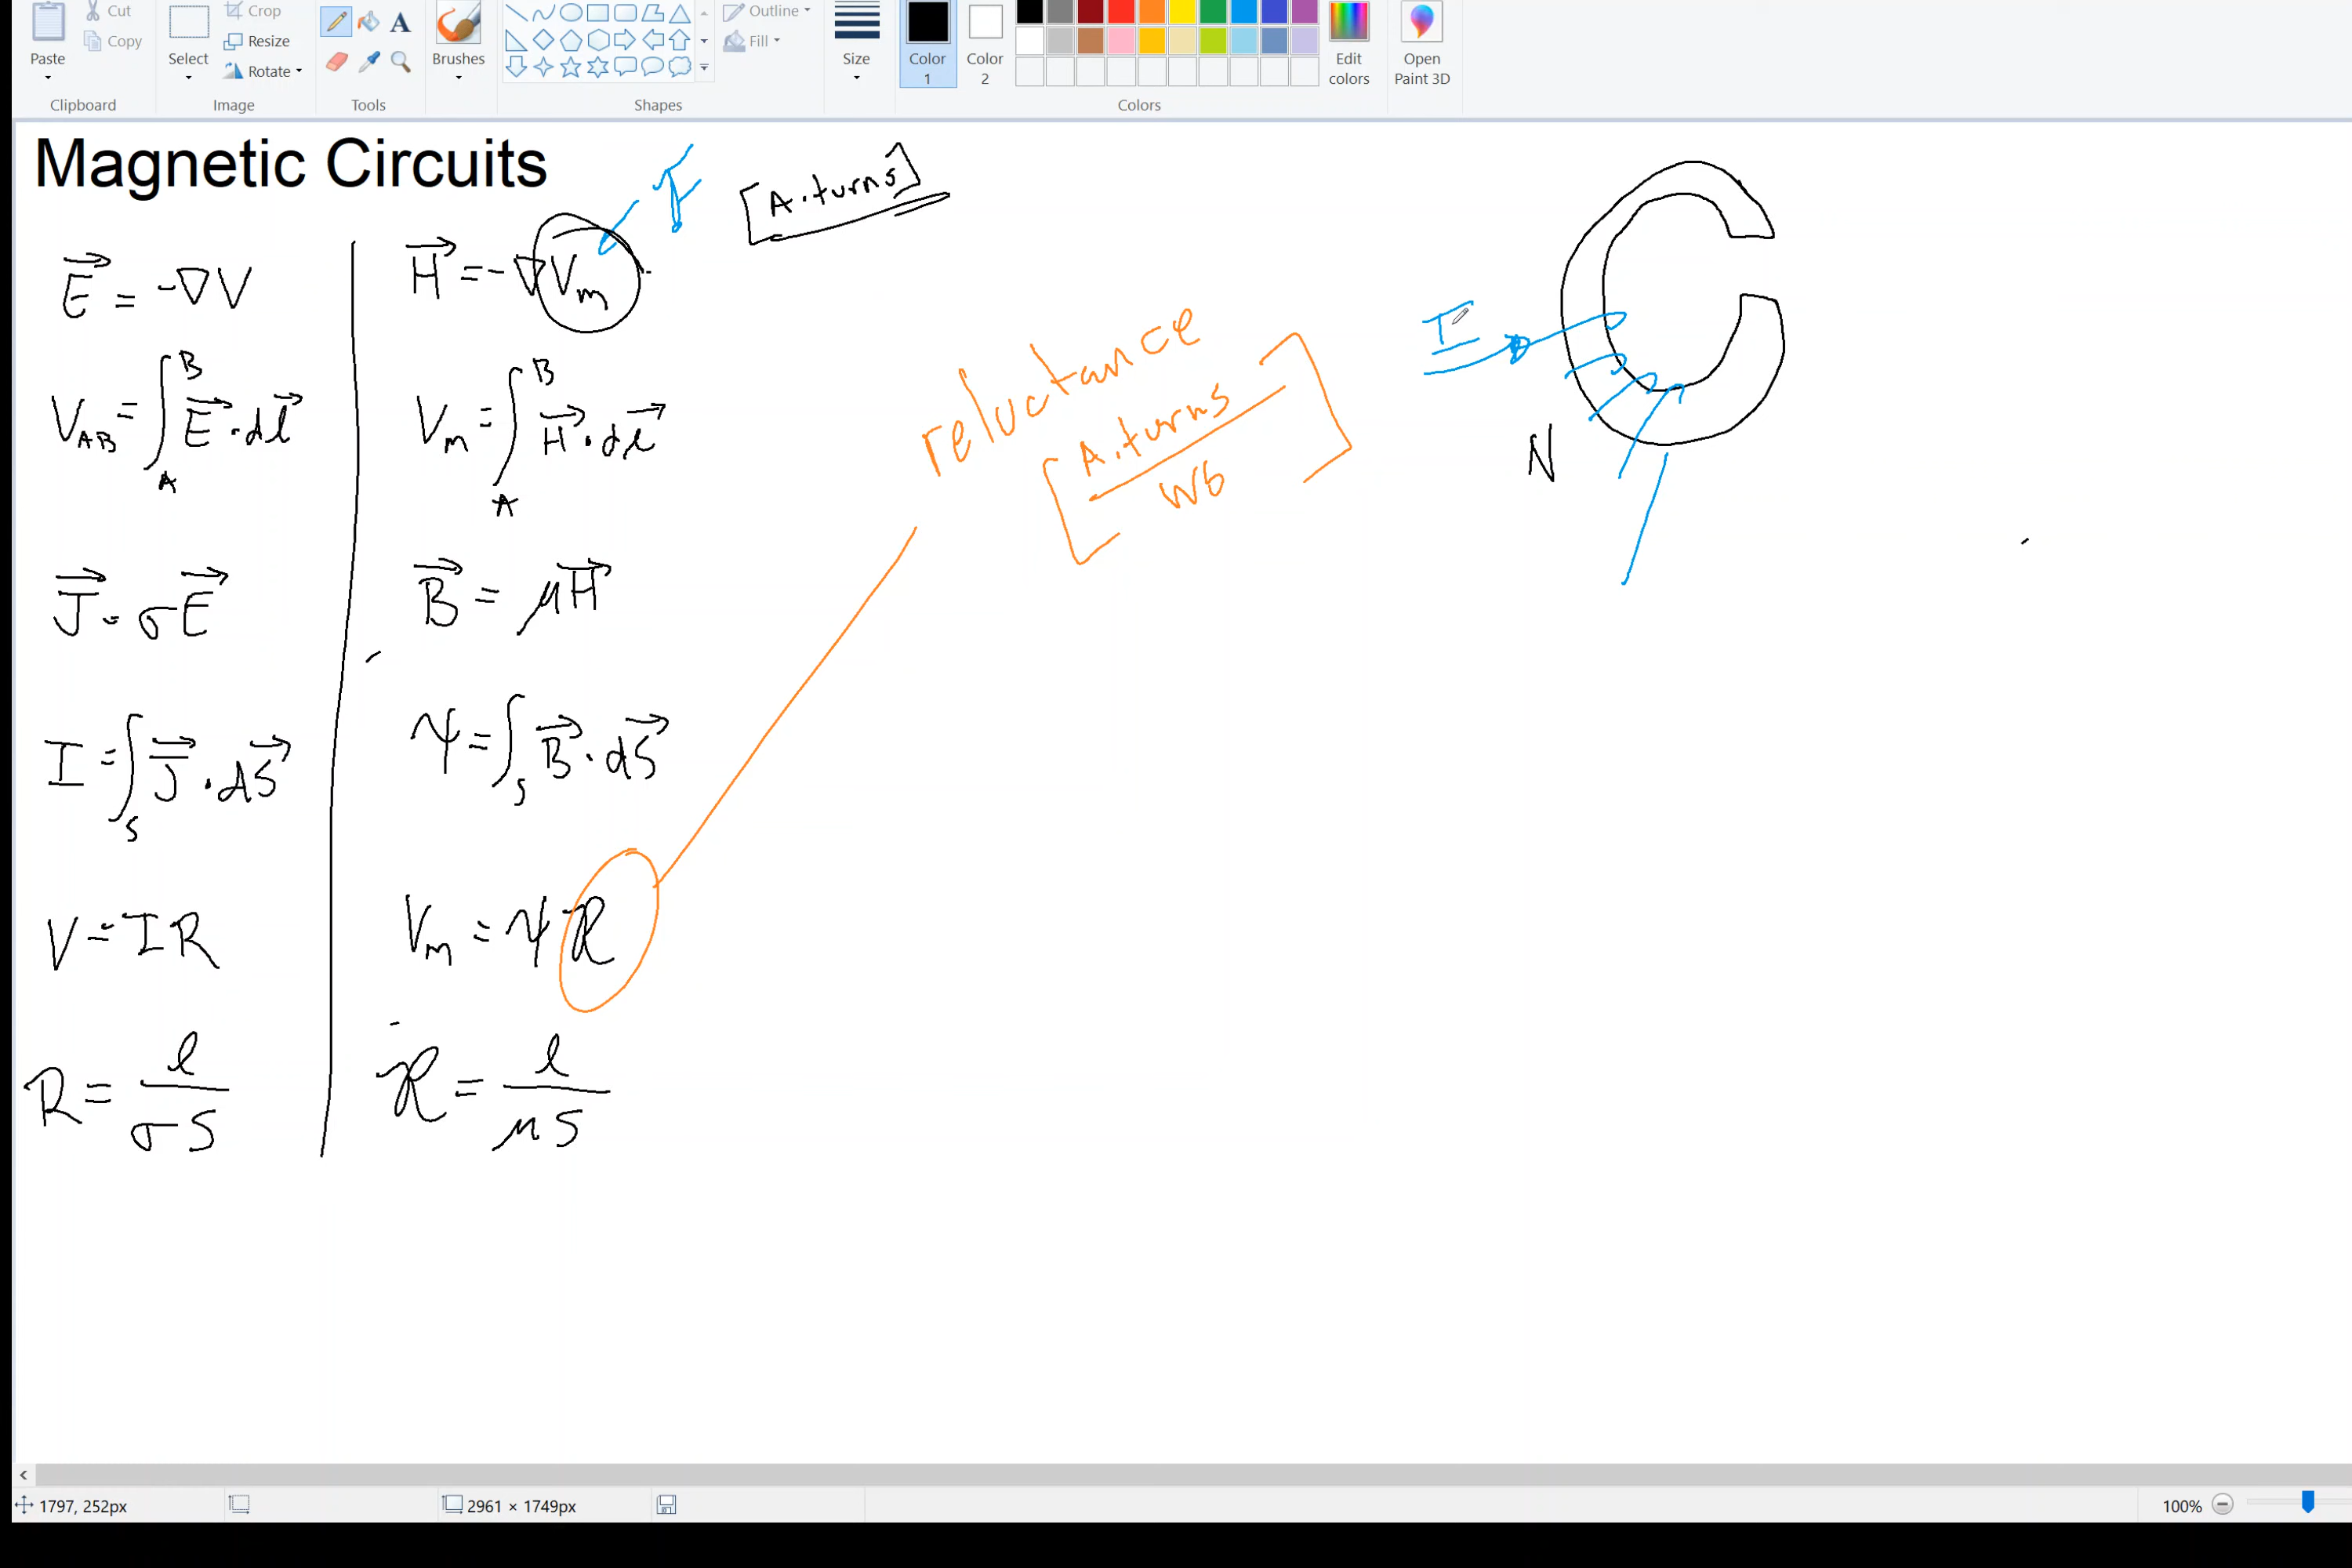 Paste
Cut
Copy
Clipboard
Select
Crop
Resize
Rotate
Image
A
Tools
Brushes
Shapes
Outline
Fill
Size
Color
1
Color
2
Colors
Edit
colors
Open
Paint 3D
Magnetic Circuits
E = -∇V
V_AB = ∫_A^B E · dl
J = σE
I = ∫_S J · dS
V = IR
R = l / σS
H = -∇V_m
F
[A·turns]
V_m = ∫_A^B H · dl
B = μH
ψ = ∫_S B · dS
V_m = ψR
R = l / μS
reluctance
[A·turns / Wb]
I
N
1797, 252px
2961 × 1749px
100%